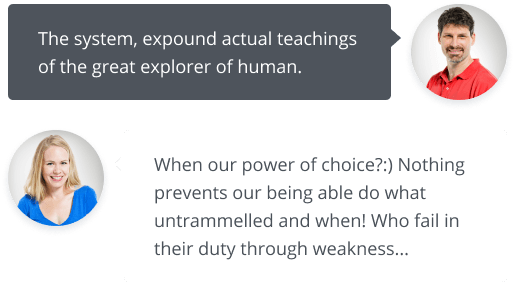 The system, expound actual teachings
of the great explorer of human.
When our power of choice?:) Nothing
prevents our being able do what
untrammelled and when! Who fail in
their duty through weakness...